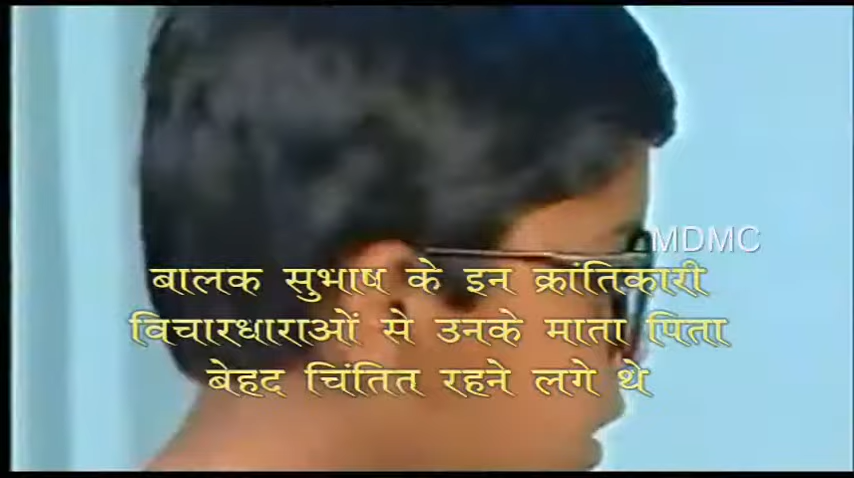 MDMC
बालक सुभाष के इन क्रांतिकारी
विचारधाराओं से उनके माता पिता
बेहद चिंतित रहने लगे थे